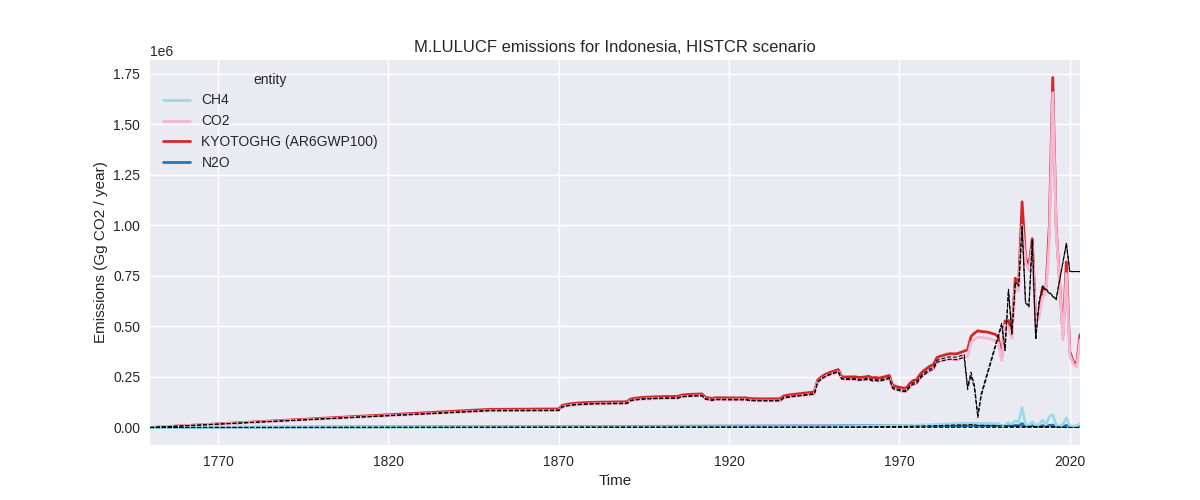 M.LULUCF emissions for Indonesia, HISTCR scenario
1e6
1.75
1.50
1.25
1.00
0.75
0.50
0.25
0.00
Emissions (Gg CO2 / year)
entity
CH4
CO2
KYOTOGHG (AR6GWP100)
N2O
1770
1820
1870
1920
1970
2020
Time